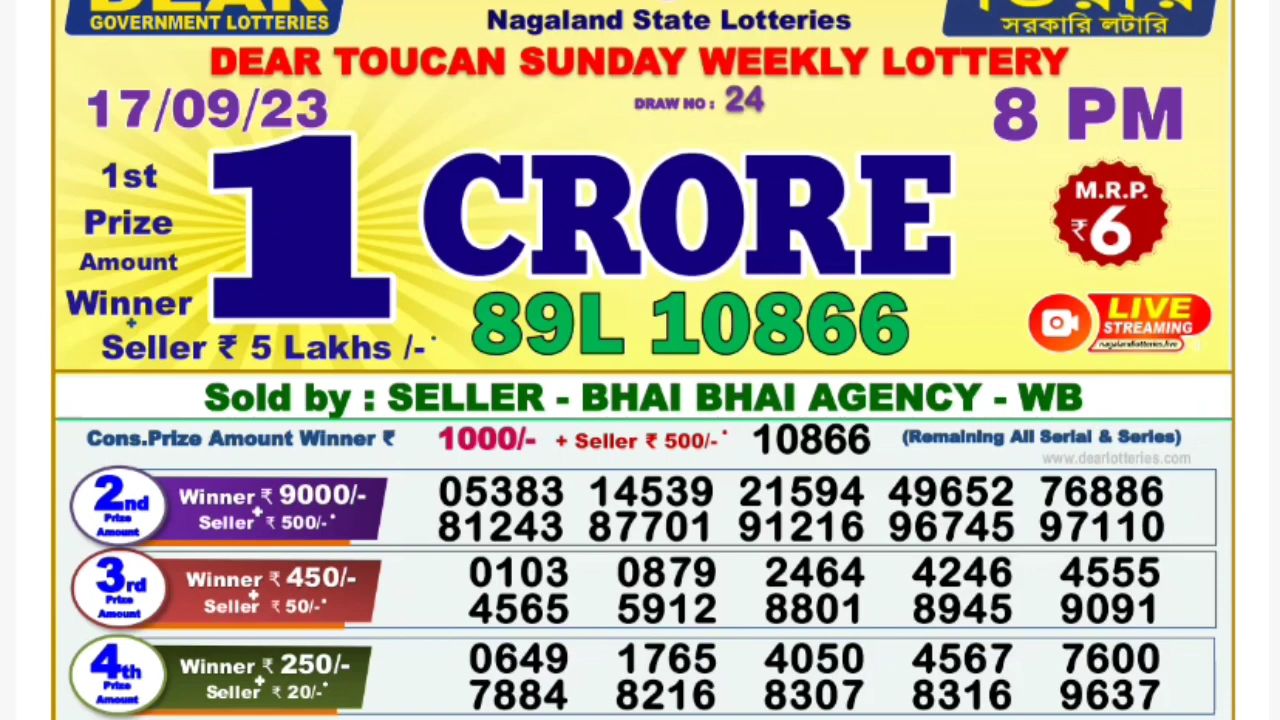 DEAR
GOVERNMENT LOTTERIES
Nagaland State Lotteries
ডিয়ার
সরকারি লটারি
DEAR TOUCAN SUNDAY WEEKLY LOTTERY
17/09/23
DRAW NO : 24
8 PM
1st
Prize
Amount
Winner
+
Seller ₹ 5 Lakhs /-*
1 CRORE
89L 10866
M.R.P.
₹6
LIVE
STREAMING
nagalandlotteries.live
Sold by : SELLER - BHAI BHAI AGENCY - WB
Cons.Prize Amount Winner ₹ 1000/- + Seller ₹ 500/-* 10866 (Remaining All Serial & Series)
www.dearlotteries.com
2nd Prize Amount
Winner ₹ 9000/-
+
Seller ₹ 500/-*
05383 14539 21594 49652 76886
81243 87701 91216 96745 97110
3rd Prize Amount
Winner ₹ 450/-
+
Seller ₹ 50/-*
0103 0879 2464 4246 4555
4565 5912 8801 8945 9091
4th Prize Amount
Winner ₹ 250/-
+
Seller ₹ 20/-*
0649 1765 4050 4567 7600
7884 8216 8307 8316 9637